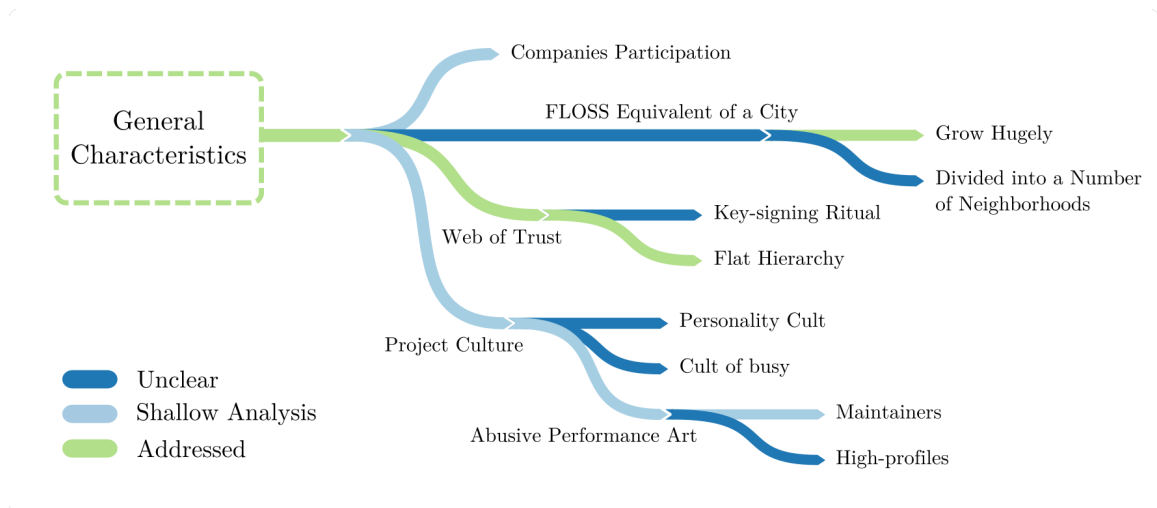 General
Characteristics
Companies Participation
FLOSS Equivalent of a City
Grow Hugely
Divided into a Number
of Neighborhoods
Web of Trust
Key-signing Ritual
Flat Hierarchy
Project Culture
Personality Cult
Cult of busy
Abusive Performance Art
Maintainers
High-profiles
Unclear
Shallow Analysis
Addressed